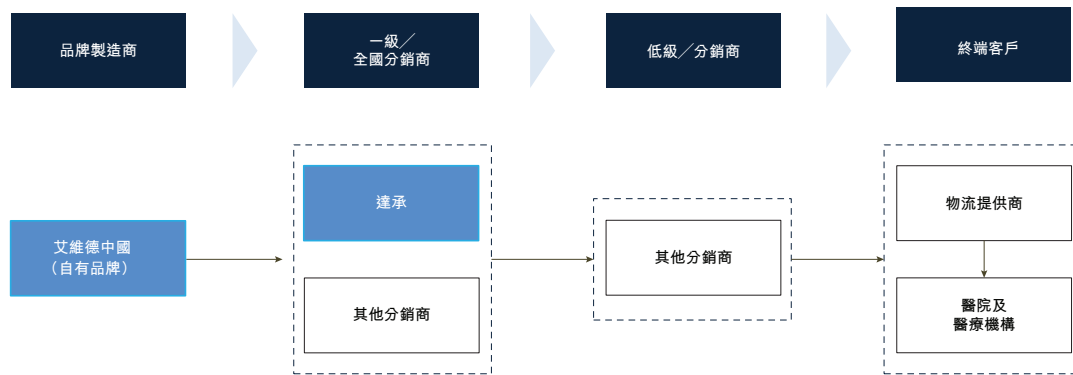 品牌製造商
一級╱
全國分銷商
低級╱分銷商
終端客戶
艾維德中國
（自有品牌）
達承
其他分銷商
其他分銷商
物流提供商
醫院及
醫療機構